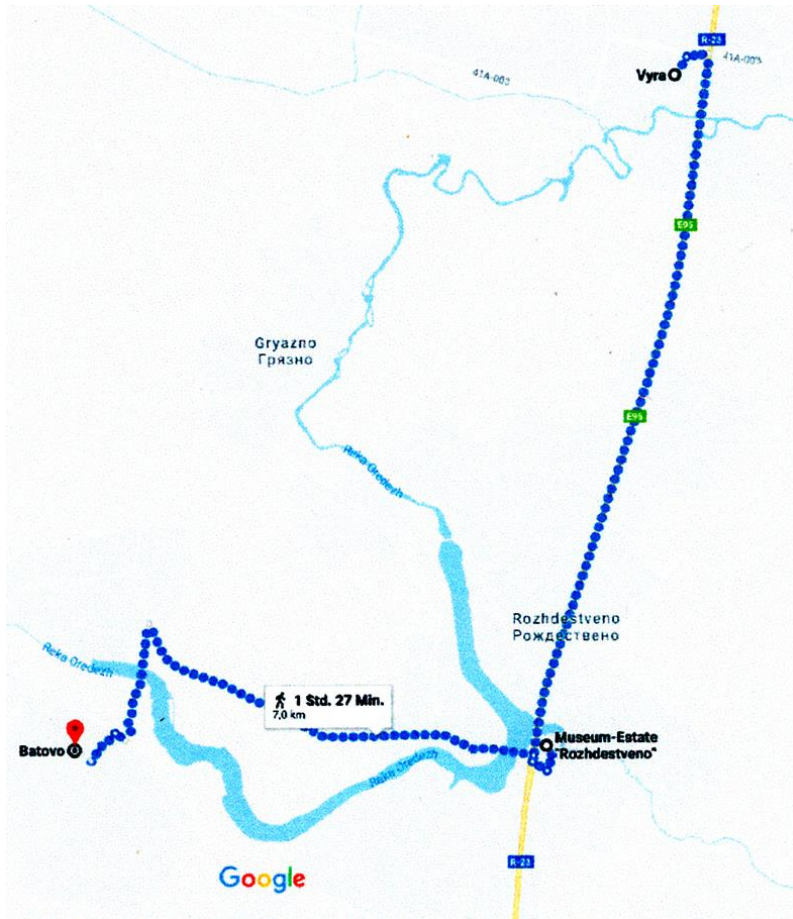 R-23
41A-003
41A-003
Vyra
E95
Gryazno
Грязно
E95
Reka Oredezh
Rozhdestveno
Рождествено
Reka Oredezh
1 Std. 27 Min.
7,0 km
Museum-Estate
"Rozhdestveno"
Batovo
Reka Oredezh
R-23
Google